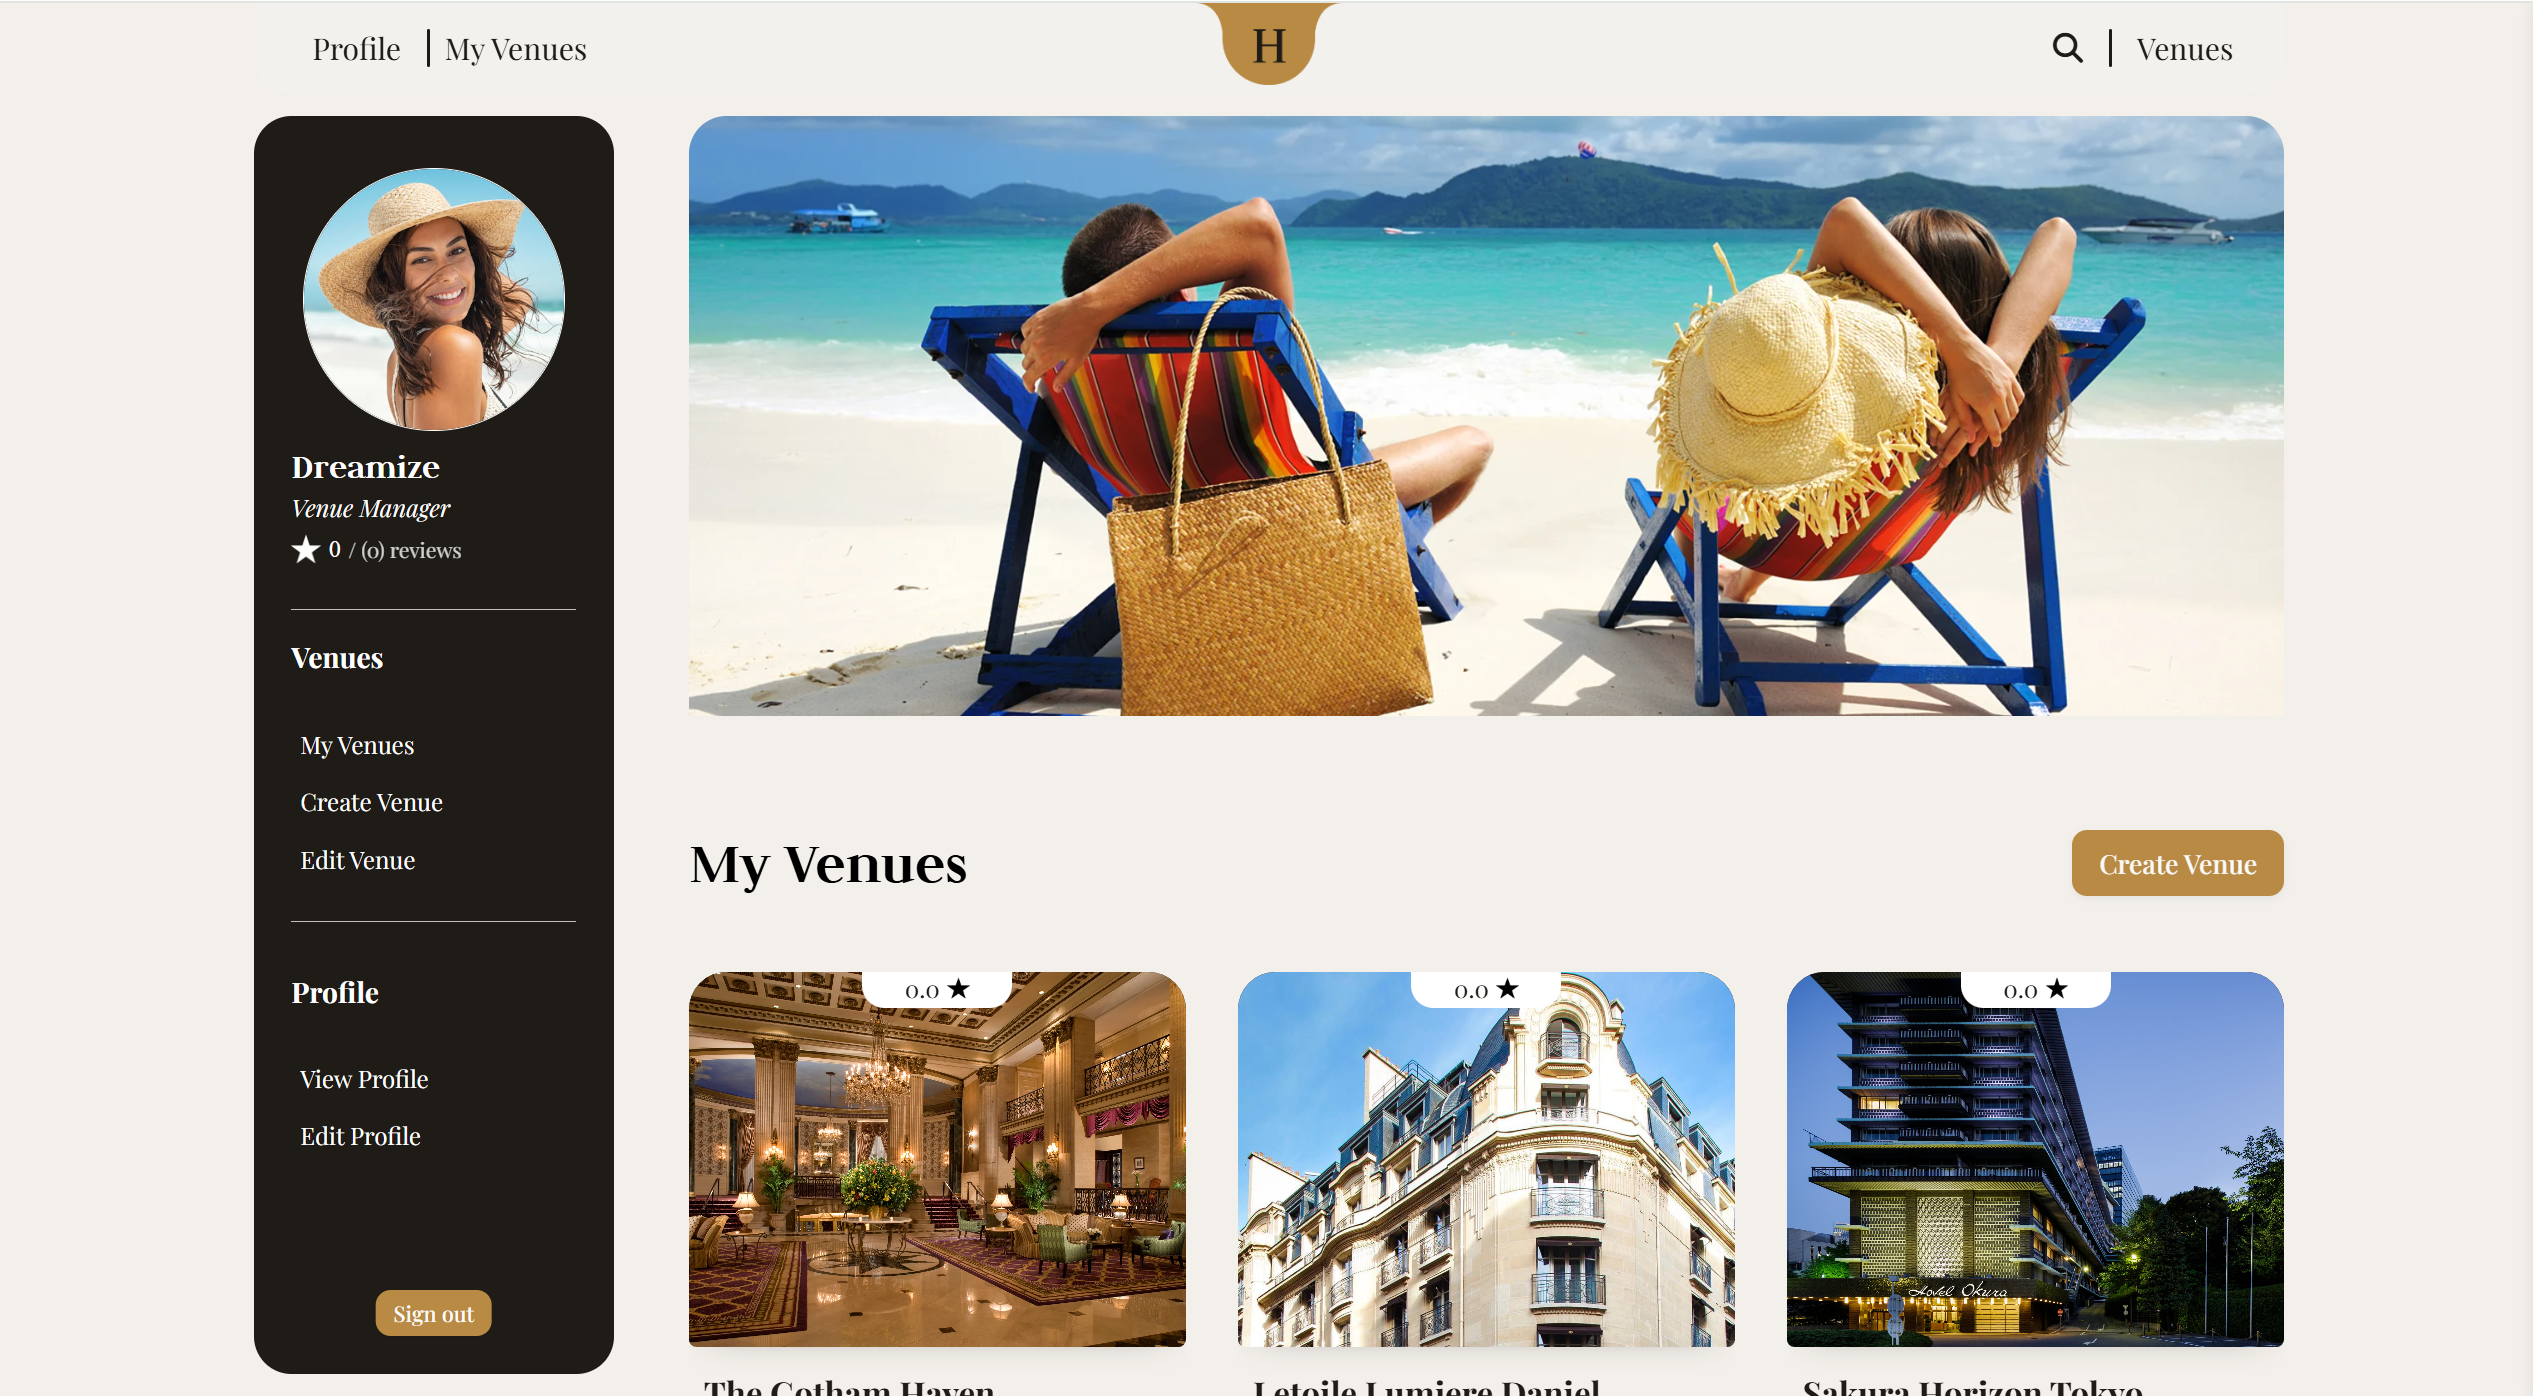 Profile | My Venues
H
Venues
Dreamize
Venue Manager
0 / (0) reviews
Venues
My Venues
Create Venue
Edit Venue
Profile
View Profile
Edit Profile
Sign out
My Venues
Create Venue
0.0 ★
0.0 ★
0.0 ★
Hotel Okura
The Gotham Haven
Letoile Lumiere Daniel
Sakura Horizon Tokyo